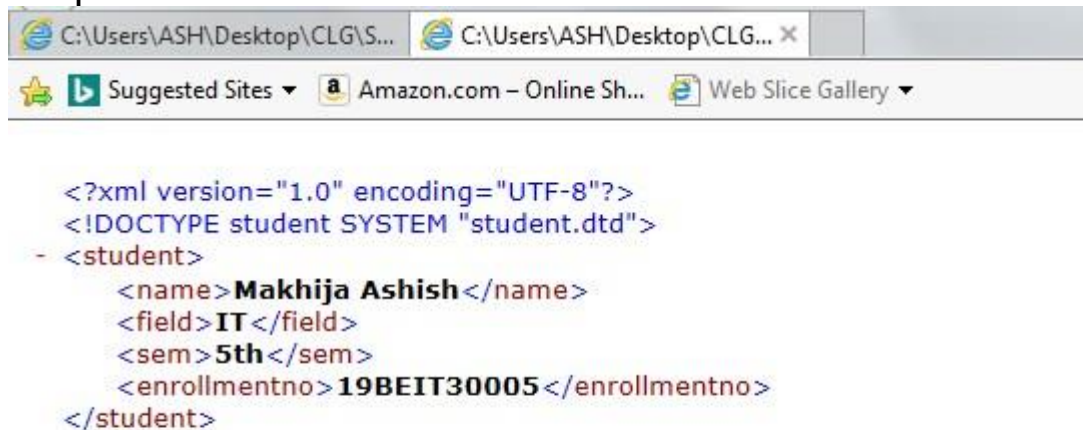 C:\Users\ASH\Desktop\CLG\S... C:\Users\ASH\Desktop\CLG... ×
Suggested Sites ▾ Amazon.com – Online Sh... Web Slice Gallery ▾
<?xml version="1.0" encoding="UTF-8"?>
<!DOCTYPE student SYSTEM "student.dtd">
- <student>
<name>Makhija Ashish</name>
<field>IT</field>
<sem>5th</sem>
<enrollmentno>19BEIT30005</enrollmentno>
</student>